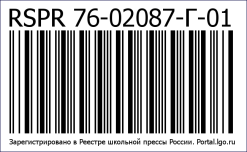 RSPR 76-02087-Г-01
Зарегистрировано в Реестре школьной прессы России. Portal.lgo.ru